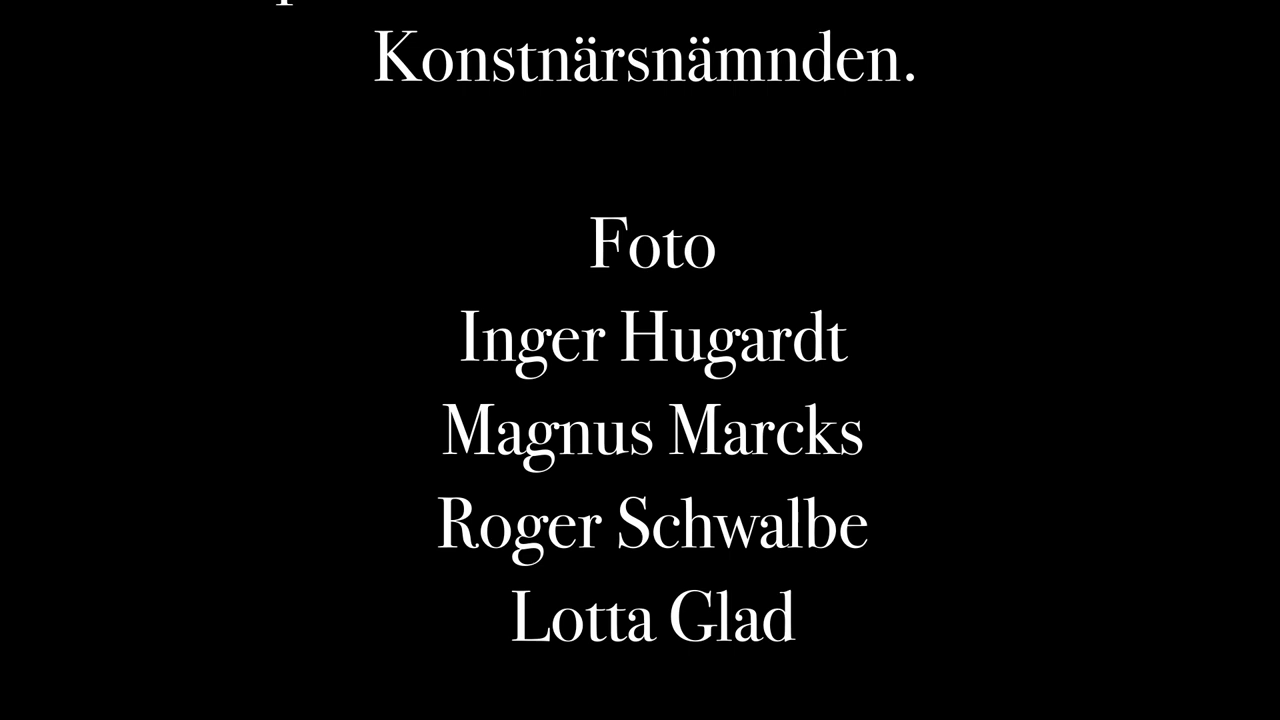 Konstnärsnämnden.
Foto
Inger Hugardt
Magnus Marcks
Roger Schwalbe
Lotta Glad